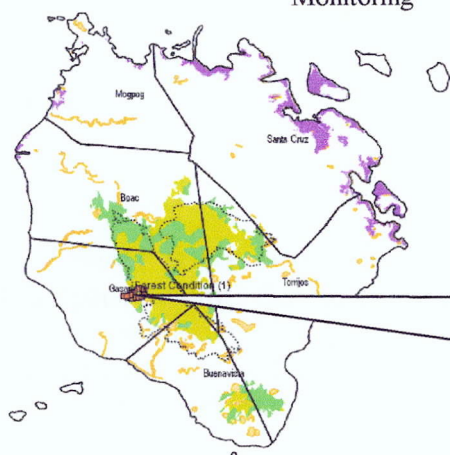 Monitoring
Mogpog
Santa Cruz
Boac
Forest Condition (1)
Torrijos
Buenavista